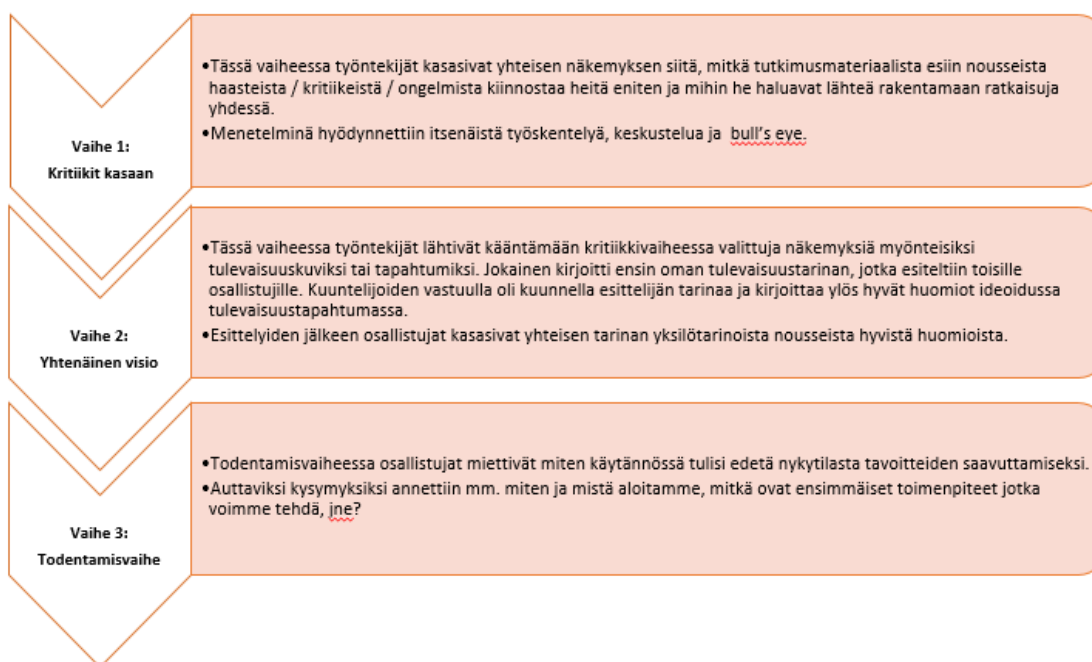 Vaihe 1:
Kritiikit kasaan
•Tässä vaiheessa työntekijät kasasivat yhteisen näkemyksen siitä, mitkä tutkimusmateriaalista esiin nousseista
haasteista / kritiikeistä / ongelmista kiinnostaa heitä eniten ja mihin he haluavat lähteä rakentamaan ratkaisuja
yhdessä.
•Menetelminä hyödynnettiin itsenäistä työskentelyä, keskustelua ja bull's eye.
Vaihe 2:
Yhtenäinen visio
•Tässä vaiheessa työntekijät lähtivät kääntämään kritiikkivaiheessa valittuja näkemyksiä myönteisiksi
tulevaisuuskuviksi tai tapahtumiksi. Jokainen kirjoitti ensin oman tulevaisuustarinan, jotka esiteltiin toisille
osallistujille. Kuuntelijoiden vastuulla oli kuunnella esittelijän tarinaa ja kirjoittaa ylös hyvät huomiot ideoidussa
tulevaisuustapahtumassa.
•Esittelyiden jälkeen osallistujat kasasivat yhteisen tarinan yksilötarinoista nousseista hyvistä huomioista.
Vaihe 3:
Todentamisvaihe
•Todentamisvaiheessa osallistujat miettivät miten käytännössä tulisi edetä nykytilasta tavoitteiden saavuttamiseksi.
•Auttaviksi kysymyksiksi annettiin mm. miten ja mistä aloitamme, mitkä ovat ensimmäiset toimenpiteet jotka
voimme tehdä, jne?